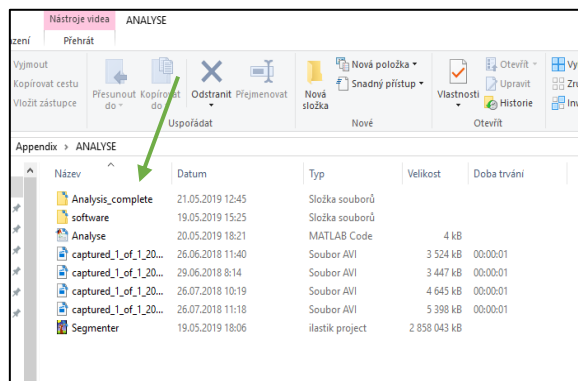 Nástroje videa ANALYSE
zení Přehrát
Vyjmout
Kopírovat cestu
Vložit zástupce
Přesunout do
Kopírovat do
Odstranit
Přejmenovat
Uspořádat
Nová složka
Nová položka
Snadný přístup
Nové
Vlastnosti
Otevřít
Upravit
Historie
Otevřít
Vy
Zru
Inv
Appendix > ANALYSE
Název Datum Typ Velikost Doba trvání
Analysis_complete 21.05.2019 12:45 Složka souborů
software 19.05.2019 15:25 Složka souborů
Analyse 20.05.2019 18:21 MATLAB Code 4 kB
captured_1_of_1_20... 26.06.2018 11:40 Soubor AVI 3 524 kB 00:00:01
captured_1_of_1_20... 29.06.2018 8:14 Soubor AVI 3 447 kB 00:00:01
captured_1_of_1_20... 26.07.2018 10:19 Soubor AVI 4 645 kB 00:00:01
captured_1_of_1_20... 26.07.2018 11:18 Soubor AVI 5 398 kB 00:00:01
Segmenter 19.05.2019 18:06 ilastik project 2 858 043 kB